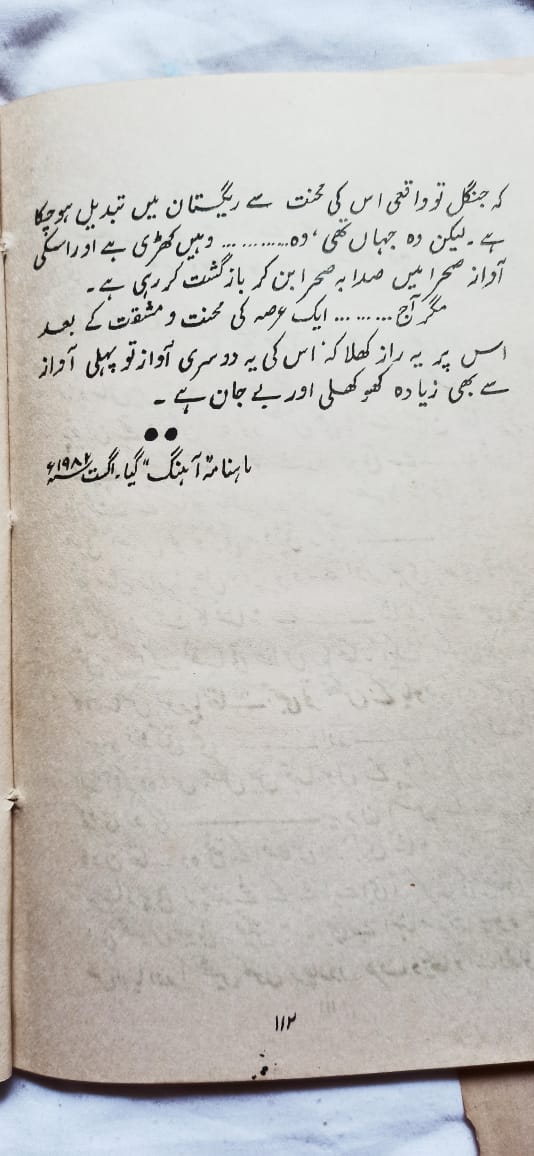 کہ جنگل تو واقعی اس کی محنت سے ریگستان میں تبدیل ہوچکا
ہے ۔ لیکن وہ جہاں تھی ، وہ ............ وہیں کھڑی ہے اور اسکی
آواز صحرا میں صدا بہ صحرا بن کر بازگشت کر رہی ہے ۔
مگر آج ......... ایک عرصہ کی محنت و مشقت کے بعد
اس پر یہ راز کھلا کہ اس کی یہ دوسری آواز تو پہلی آواز
سے بھی زیادہ کھوکھلی اور بے جان ہے ۔
●●
ماہنامہ "آہنگ" گیا ۔ اگست ۱۹۸۲ء
۱۱۲